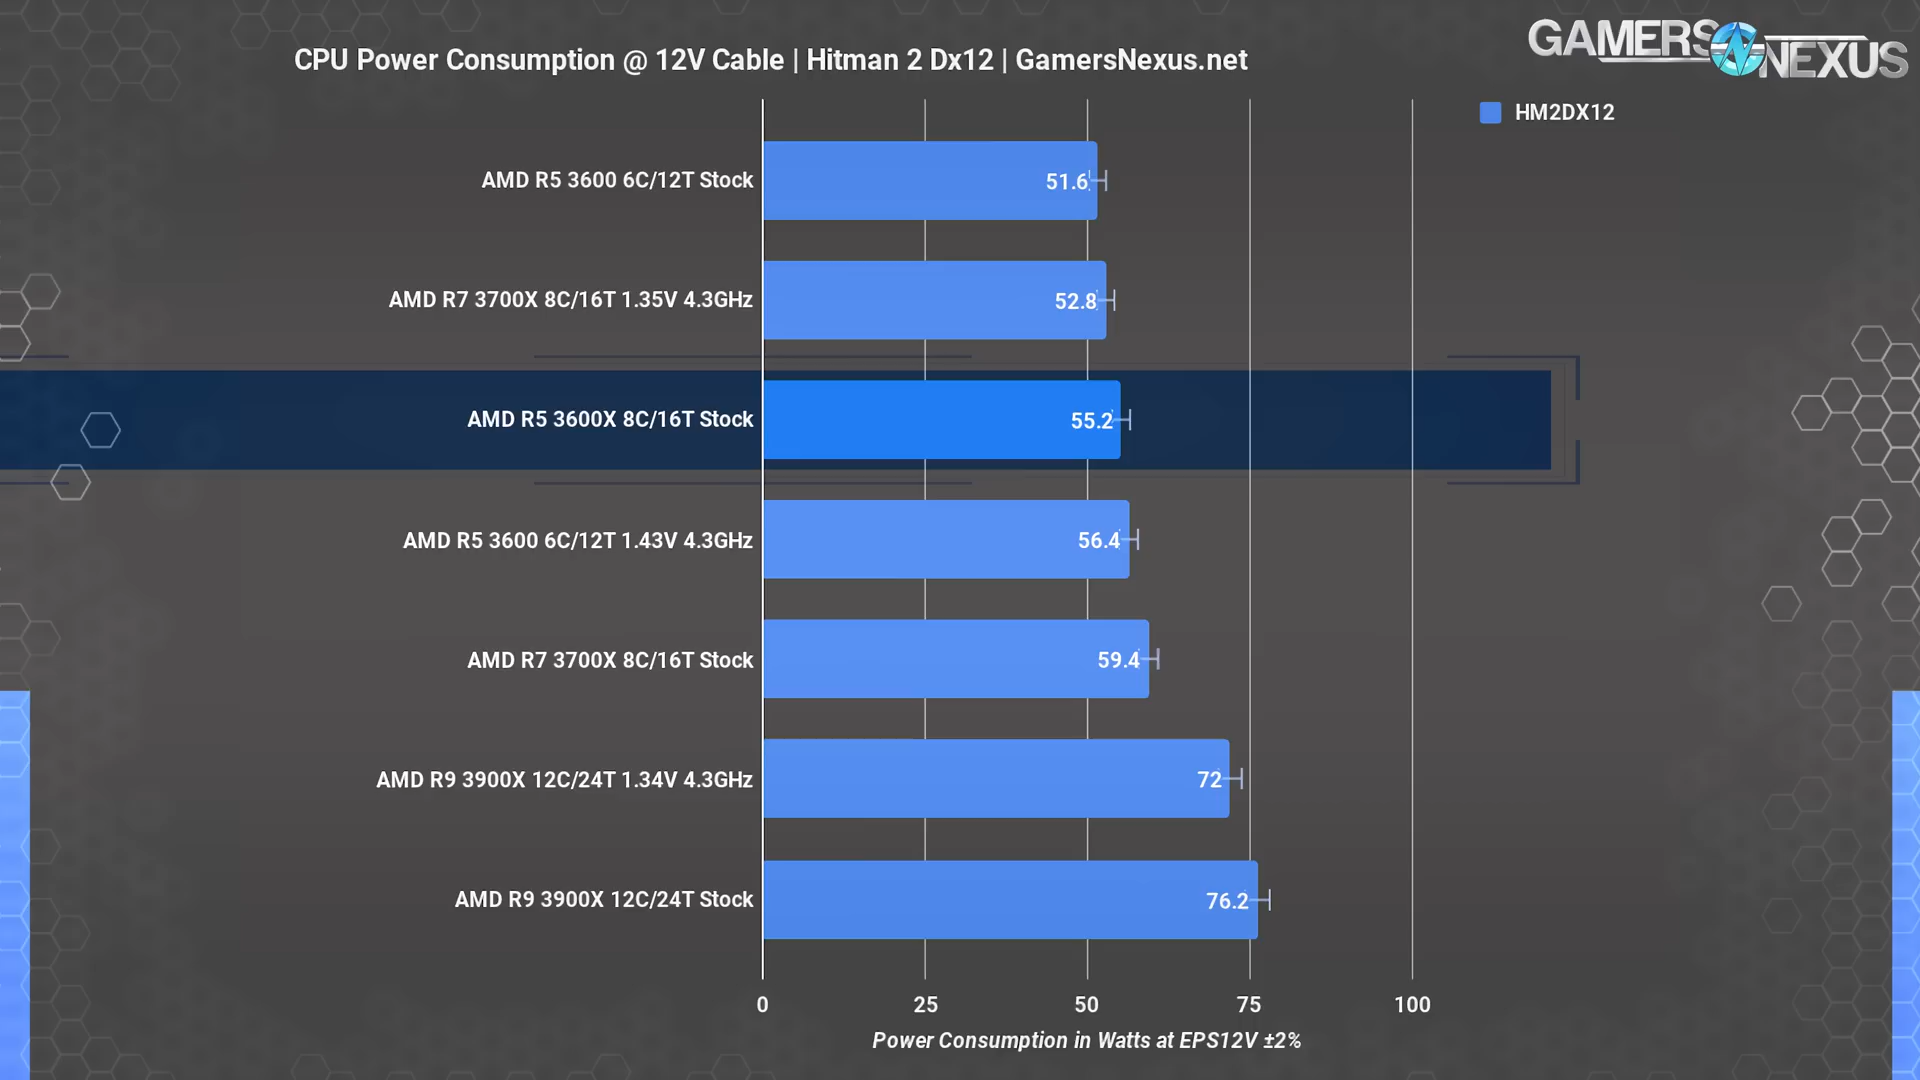 CPU Power Consumption @ 12V Cable | Hitman 2 Dx12 | GamersNexus.net
GAMERS NEXUS
HM2DX12
AMD R5 3600 6C/12T Stock
51.6
AMD R7 3700X 8C/16T 1.35V 4.3GHz
52.8
AMD R5 3600X 8C/16T Stock
55.2
AMD R5 3600 6C/12T 1.43V 4.3GHz
56.4
AMD R7 3700X 8C/16T Stock
59.4
AMD R9 3900X 12C/24T 1.34V 4.3GHz
72
AMD R9 3900X 12C/24T Stock
76.2
0 25 50 75 100
Power Consumption in Watts at EPS12V ±2%